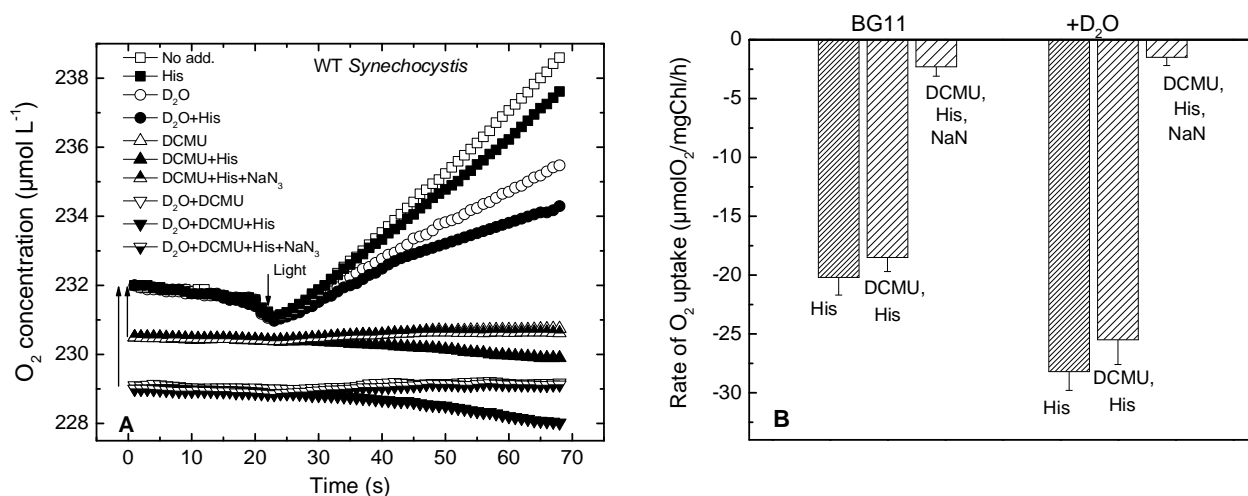 No add.
His
D₂O
D₂O+His
DCMU
DCMU+His
DCMU+His+NaN₃
D₂O+DCMU
D₂O+DCMU+His
D₂O+DCMU+His+NaN₃
WT Synechocystis
Light
A
O₂ concentration (µmol L⁻¹)
238
236
234
232
230
228
0 10 20 30 40 50 60 70
Time (s)
BG11 +D₂O
Rate of O₂ uptake (µmolO₂/mgChl/h)
0
-5
-10
-15
-20
-25
-30
DCMU,
His,
NaN
His
DCMU,
His
DCMU,
His,
NaN
His
DCMU,
His
B